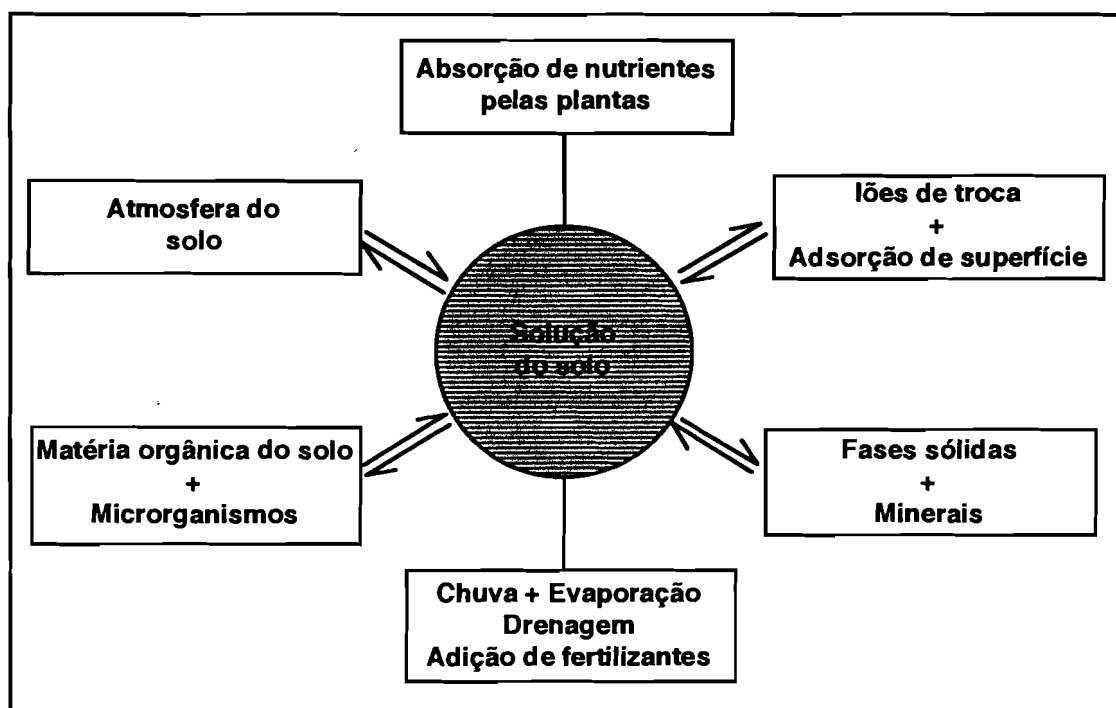 Absorção de nutrientes
pelas plantas
Atmosfera do
solo
Iões de troca
+
Adsorção de superfície
Solução
do solo
Matéria orgânica do solo
+
Microrganismos
Fases sólidas
+
Minerais
Chuva + Evaporação
Drenagem
Adição de fertilizantes